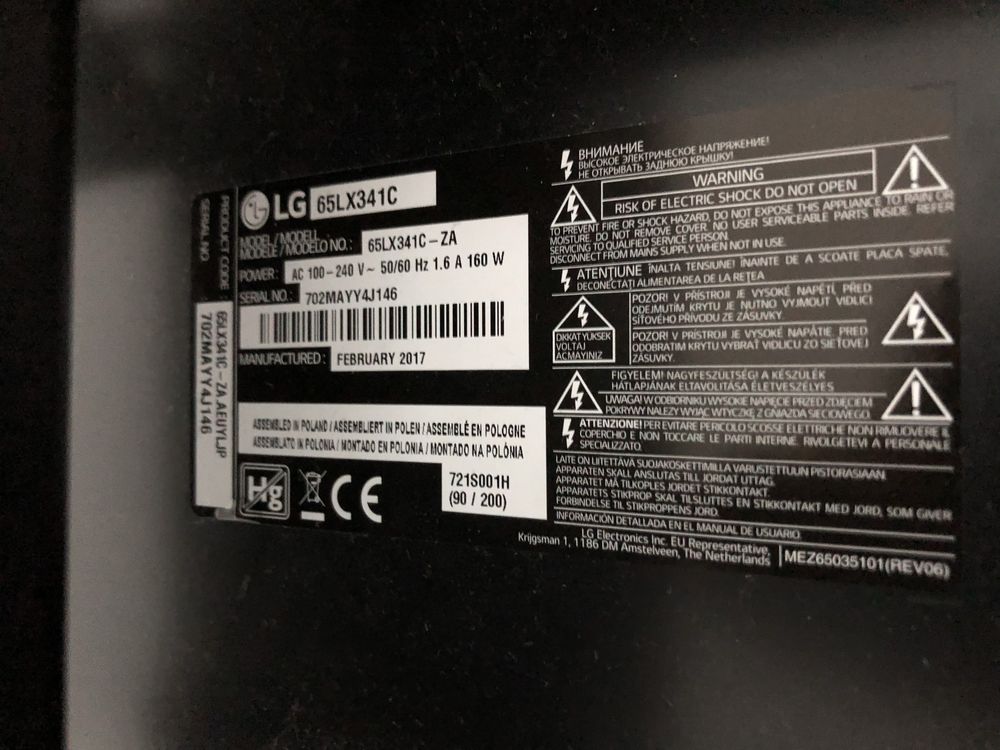 PRODUCT CODE
SERIAL NO
65LX341C-ZA.AEUYLJP
702MAYY4J146
LG 65LX341C
MODEL/MODELL
MODELE/MODELO NO.: 65LX341C-ZA
POWER: AC 100-240 V~ 50/60 Hz 1.6 A 160 W
SERIAL NO.: 702MAYY4J146
MANUFACTURED: FEBRUARY 2017
ASSEMBLED IN POLAND / ASSEMBLIERT IN POLEN / ASSEMBLÉ EN POLOGNE
ASSEMBLATO IN POLONIA / MONTADO EN POLONIA / MONTADO NA POLÓNIA
Hg CE
721S001H
(90 / 200)
ВНИМАНИЕ
ВЫСОКОЕ ЭЛЕКТРИЧЕСКОЕ НАПРЯЖЕНИЕ!
НЕ ОТКРЫВАТЬ ЗАДНЮЮ КРЫШКУ!
WARNING
RISK OF ELECTRIC SHOCK DO NOT OPEN
TO PREVENT FIRE OR SHOCK HAZARD, DO NOT EXPOSE THIS APPLIANCE TO RAIN OR
MOISTURE. DO NOT REMOVE COVER. NO USER SERVICEABLE PARTS INSIDE. REFER
SERVICING TO QUALIFIED SERVICE PERSON.
DISCONNECT FROM MAINS SUPPLY WHEN NOT IN USE.
ATENȚIUNE ÎNALTA TENSIUNE! ÎNAINTE DE A SCOATE PLACA SPATE,
DECONECTAȚI ALIMENTAREA DE LA REȚEA
DIKKAT YUKSEK
VOLTAJ
ACMAYINIZ
POZOR! V PŘÍSTROJI JE VYSOKÉ NAPĚTÍ, PŘED
ODEJMUTÍM KRYTU JE NUTNO VYJMOUT VIDLICI
SÍŤOVÉHO PŘÍVODU ZE ZÁSUVKY.
POZOR! V PRÍSTROJI JE VYSOKÉ NAPÄTIE. PRED
ODOBRATIM KRYTU VYBRAT VIDLICU ZO SIEŤOVEJ
ZÁSUVKY.
FIGYELEM! NAGYFESZÜLTSÉG! A KÉSZÜLÉK
HÁTLAPJÁNAK ELTAVOLÍTÁSA ÉLETVESZÉLYES
UWAGA! W ODBIORNIKU WYSOKIE NAPIĘCIE PRZED ZDJĘCIEM
POKRYWY NALEŻY WYJĄĆ WTYCZKĘ Z GNIAZDA SIECIOWEGO.
ATTENZIONE! PER EVITARE PERICOLO SCOSSE ELETTRICHE NON RIMUOVERE IL
COPERCHIO E NON TOCCARE LE PARTI INTERNE. RIVOLGETEVI A PERSONALE
SPECIALIZZATO.
LAITE ON LIITETTÄVÄ SUOJAKOSKETTIMILLA VARUSTETTUUN PISTORASIAAN.
APPARATEN SKALL ANSLUTAS TILL JORDAT UTTAG.
APPARATET MÅ TILKOPLES JORDET STIKKONTAKT.
APPARATETS STIKPROP SKAL TILSLUTTES EN STIKKONTAKT MED JORD, SOM GIVER
FORBINDELSE TIL STIKPROPPENS JORD.
INFORMACIÓN DETALLADA EN EL MANUAL DE USUARIO.
LG Electronics Inc. EU Representative,
Krijgsman 1, 1186 DM Amstelveen, The Netherlands
MEZ65035101(REV06)